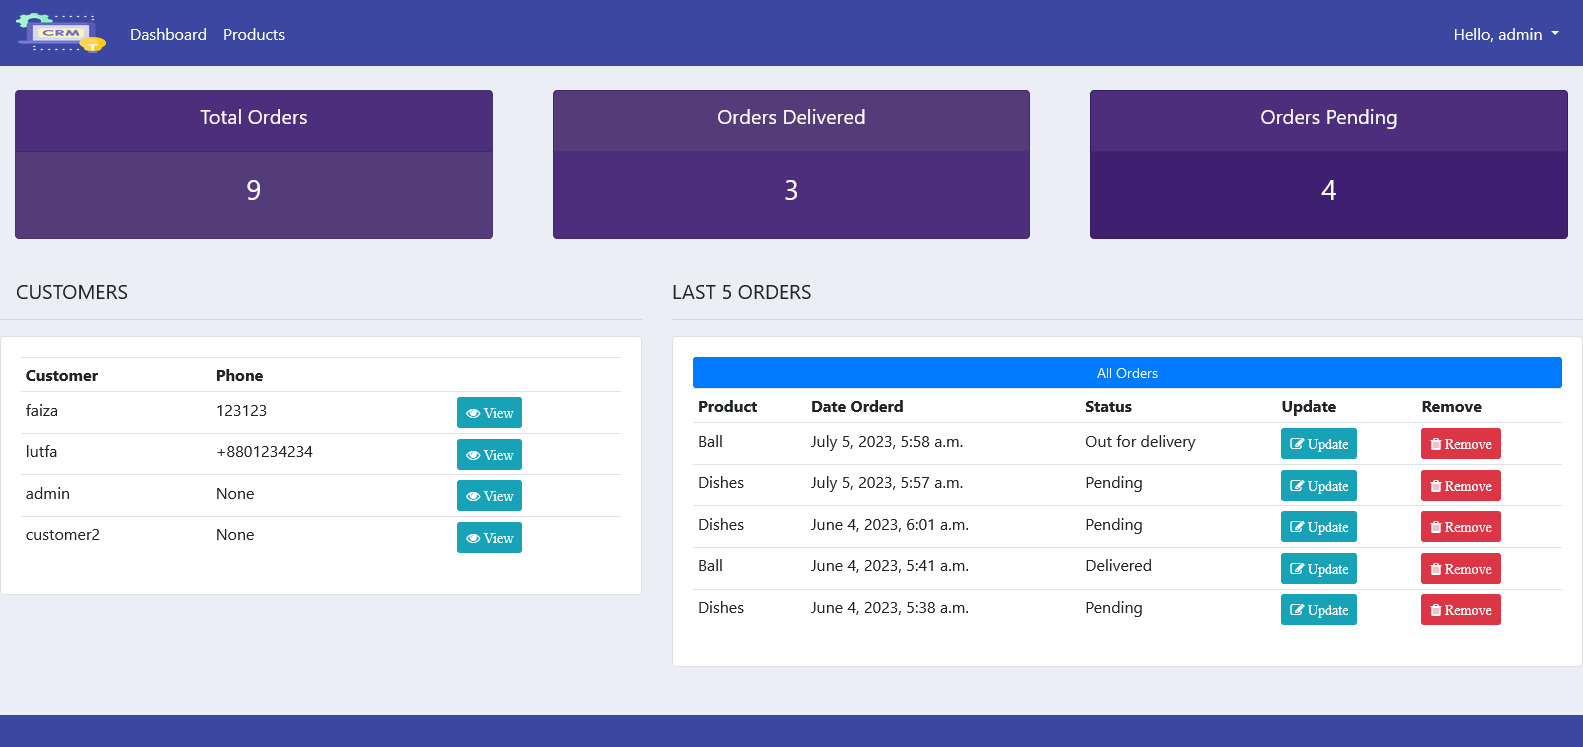 CRM
T
Dashboard Products Hello, admin
Total Orders
9
Orders Delivered
3
Orders Pending
4
CUSTOMERS
Customer Phone
faiza 123123 View
lutfa +8801234234 View
admin None View
customer2 None View
LAST 5 ORDERS
All Orders
Product Date Orderd Status Update Remove
Ball July 5, 2023, 5:58 a.m. Out for delivery Update Remove
Dishes July 5, 2023, 5:57 a.m. Pending Update Remove
Dishes June 4, 2023, 6:01 a.m. Pending Update Remove
Ball June 4, 2023, 5:41 a.m. Delivered Update Remove
Dishes June 4, 2023, 5:38 a.m. Pending Update Remove